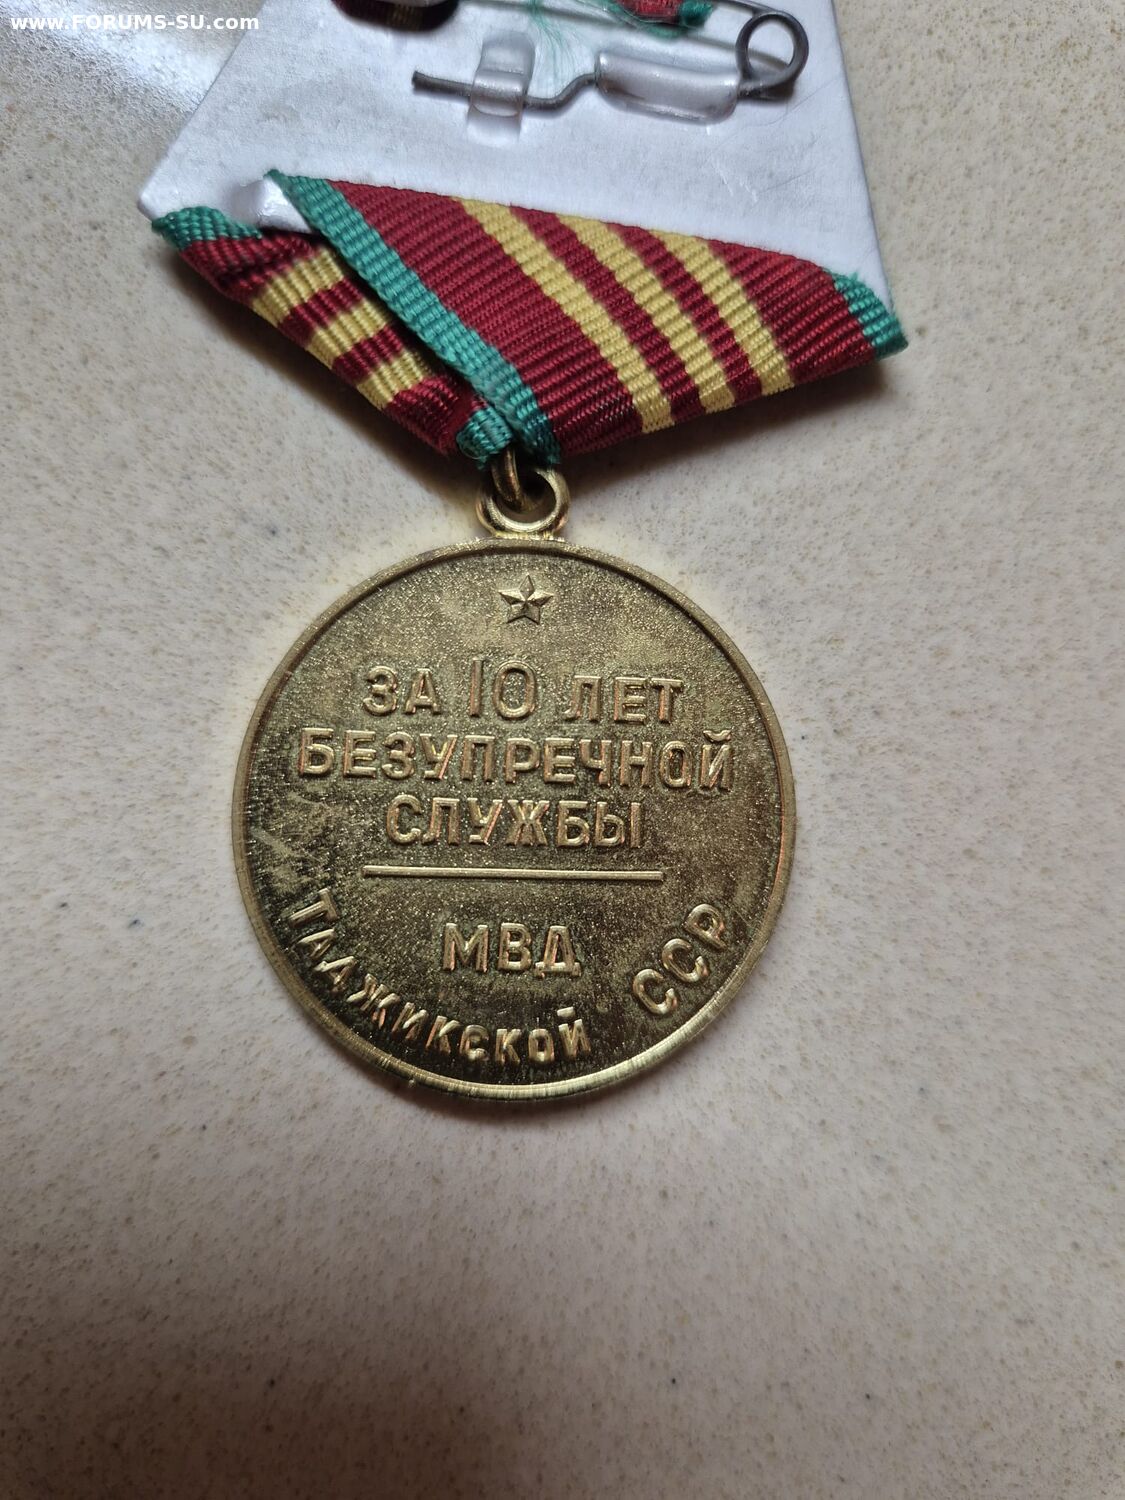 www.FORUMS-SU.com
ЗА 10 ЛЕТ
БЕЗУПРЕЧНОЙ
СЛУЖБЫ
МВД
ТАДЖИКСКОЙ ССР